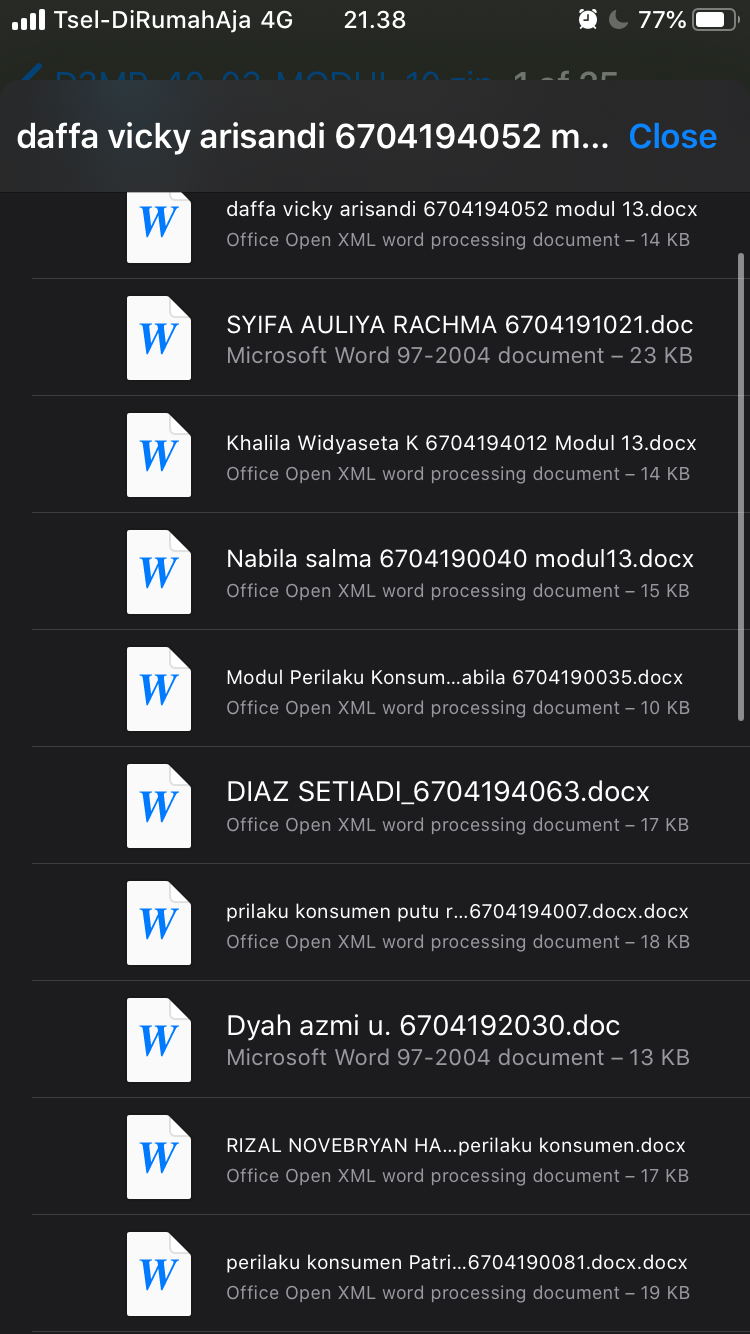 Tsel-DiRumahAja 4G 21.38 77%
daffa vicky arisandi 6704194052 m... Close
daffa vicky arisandi 6704194052 modul 13.docx
Office Open XML word processing document – 14 KB
SYIFA AULIYA RACHMA 6704191021.doc
Microsoft Word 97-2004 document – 23 KB
Khalila Widyaseta K 6704194012 Modul 13.docx
Office Open XML word processing document – 14 KB
Nabila salma 6704190040 modul13.docx
Office Open XML word processing document – 15 KB
Modul Perilaku Konsum...abila 6704190035.docx
Office Open XML word processing document – 10 KB
DIAZ SETIADI_6704194063.docx
Office Open XML word processing document – 17 KB
prilaku konsumen putu r...6704194007.docx.docx
Office Open XML word processing document – 18 KB
Dyah azmi u. 6704192030.doc
Microsoft Word 97-2004 document – 13 KB
RIZAL NOVEBRYAN HA...perilaku konsumen.docx
Office Open XML word processing document – 17 KB
perilaku konsumen Patri...6704190081.docx.docx
Office Open XML word processing document – 19 KB